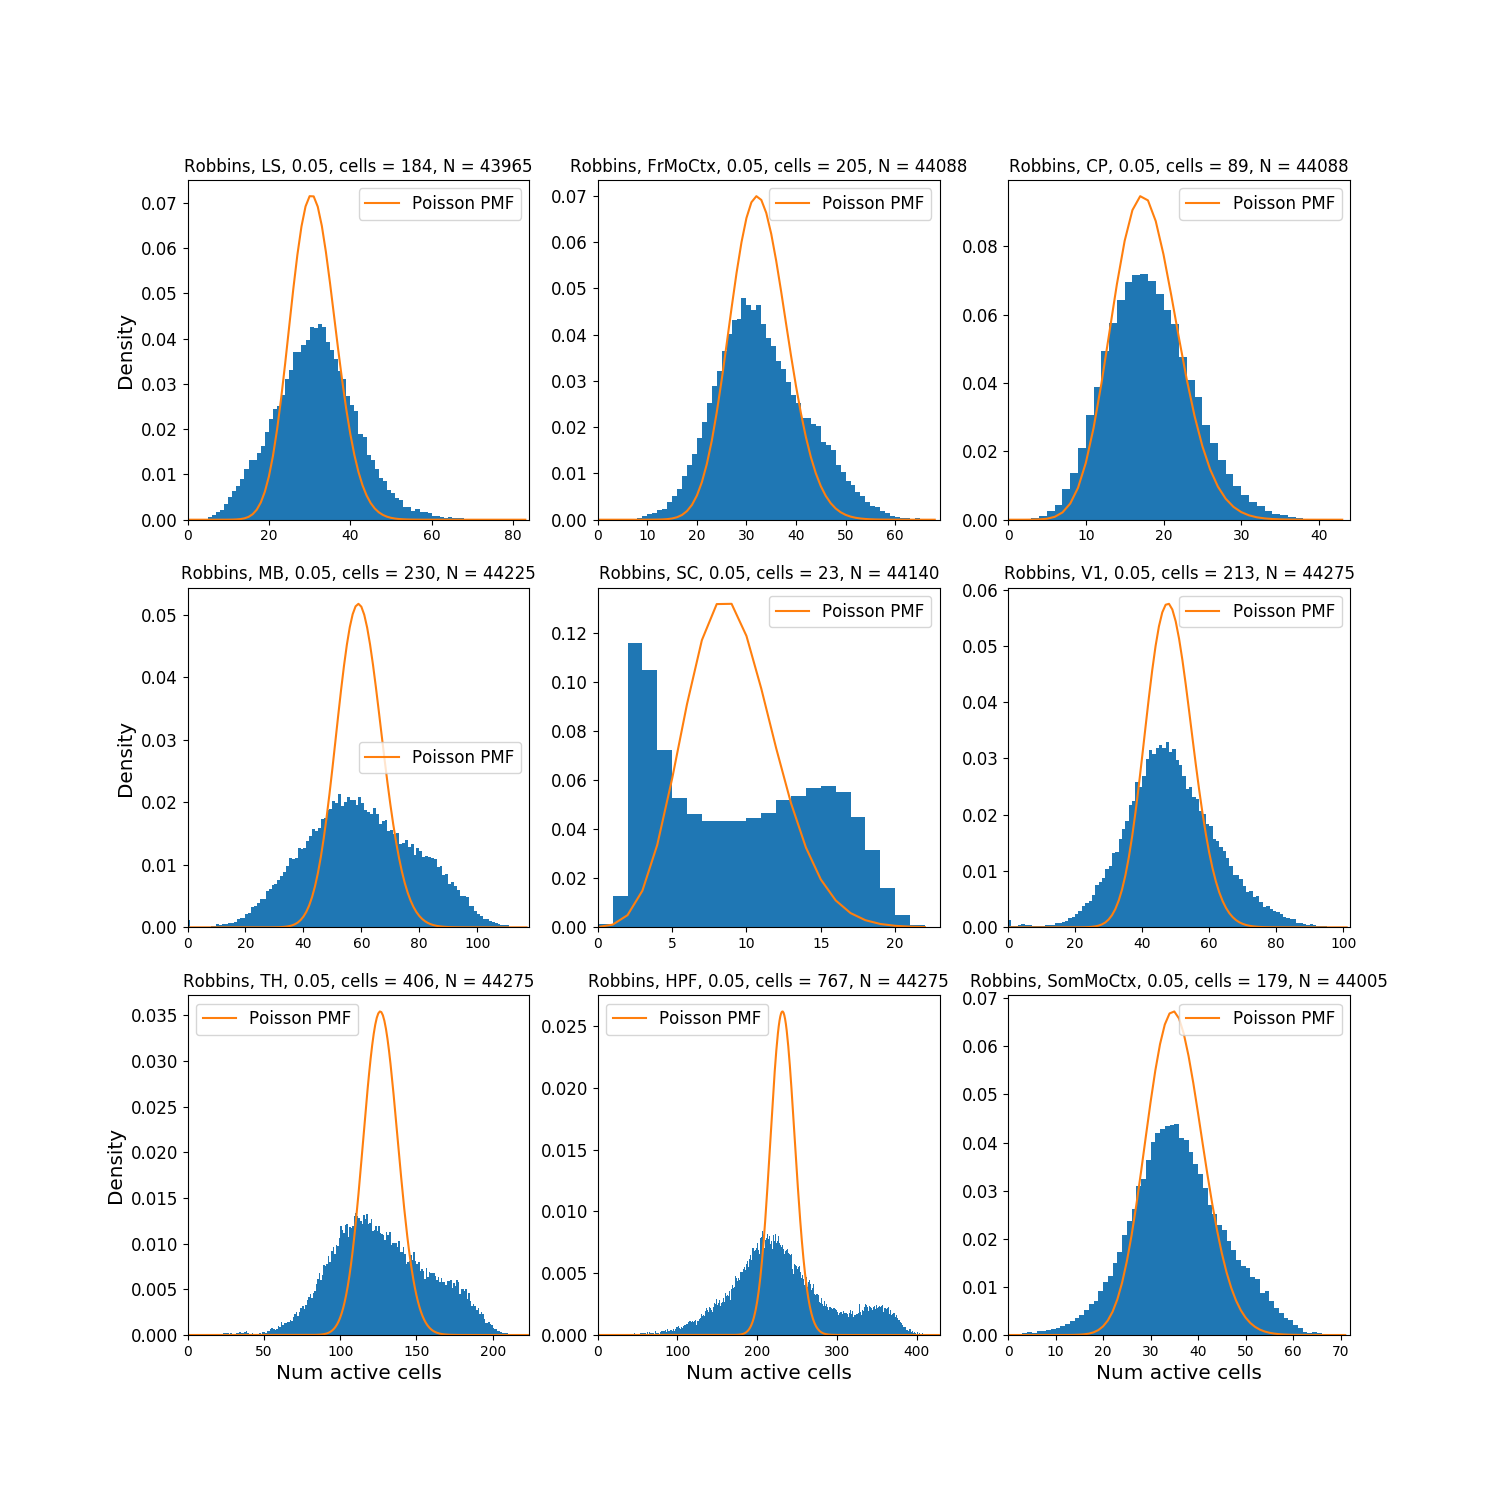 Robbins, LS, 0.05, cells = 184, N = 43965
Robbins, FrMoCtx, 0.05, cells = 205, N = 44088
Robbins, CP, 0.05, cells = 89, N = 44088
Poisson PMF
Poisson PMF
Poisson PMF
Density
0.00 0.01 0.02 0.03 0.04 0.05 0.06 0.07
0 20 40 60 80
0.00 0.01 0.02 0.03 0.04 0.05 0.06 0.07
0 10 20 30 40 50 60
0.00 0.02 0.04 0.06 0.08
0 10 20 30 40
Robbins, MB, 0.05, cells = 230, N = 44225
Robbins, SC, 0.05, cells = 23, N = 44140
Robbins, V1, 0.05, cells = 213, N = 44275
Poisson PMF
Poisson PMF
Poisson PMF
Density
0.00 0.01 0.02 0.03 0.04 0.05
0 20 40 60 80 100
0.00 0.02 0.04 0.06 0.08 0.10 0.12
0 5 10 15 20
0.00 0.01 0.02 0.03 0.04 0.05 0.06
0 20 40 60 80 100
Robbins, TH, 0.05, cells = 406, N = 44275
Robbins, HPF, 0.05, cells = 767, N = 44275
Robbins, SomMoCtx, 0.05, cells = 179, N = 44005
Poisson PMF
Poisson PMF
Poisson PMF
Density
0.000 0.005 0.010 0.015 0.020 0.025 0.030 0.035
0 50 100 150 200
0.000 0.005 0.010 0.015 0.020 0.025
0 100 200 300 400
0.00 0.01 0.02 0.03 0.04 0.05 0.06 0.07
0 10 20 30 40 50 60 70
Num active cells
Num active cells
Num active cells